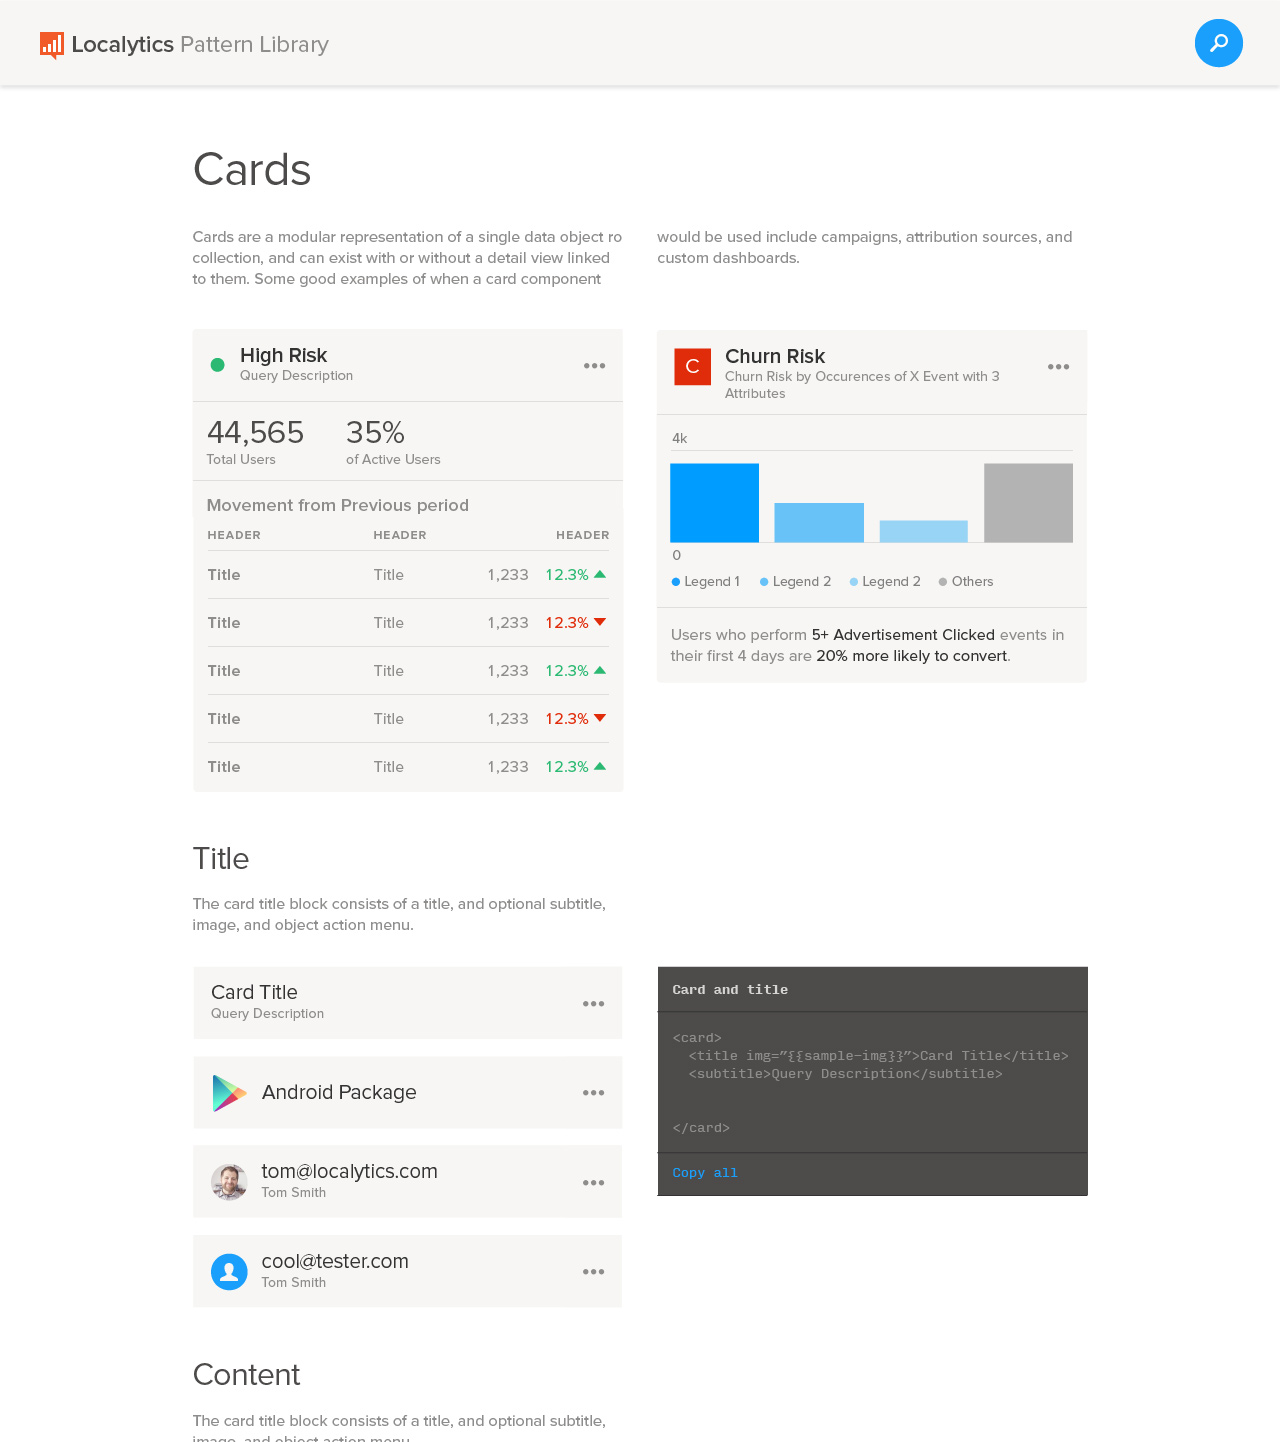 Localytics Pattern Library
Cards
Cards are a modular representation of a single data object ro
collection, and can exist with or without a detail view linked
to them. Some good examples of when a card component
would be used include campaigns, attribution sources, and
custom dashboards.
High Risk
Query Description
44,565 35%
Total Users of Active Users
Movement from Previous period
HEADER HEADER HEADER
Title Title 1,233 12.3%
Title Title 1,233 12.3%
Title Title 1,233 12.3%
Title Title 1,233 12.3%
Title Title 1,233 12.3%
C
Churn Risk
Churn Risk by Occurences of X Event with 3
Attributes
4k
0
Legend 1 Legend 2 Legend 2 Others
Users who perform 5+ Advertisement Clicked events in
their first 4 days are 20% more likely to convert.
Title
The card title block consists of a title, and optional subtitle,
image, and object action menu.
Card Title
Query Description
Android Package
tom@localytics.com
Tom Smith
cool@tester.com
Tom Smith
Card and title
<card>
<title img=”{{sample-img}}”>Card Title</title>
<subtitle>Query Description</subtitle>
</card>
Copy all
Content
The card title block consists of a title, and optional subtitle,
image, and object action menu.